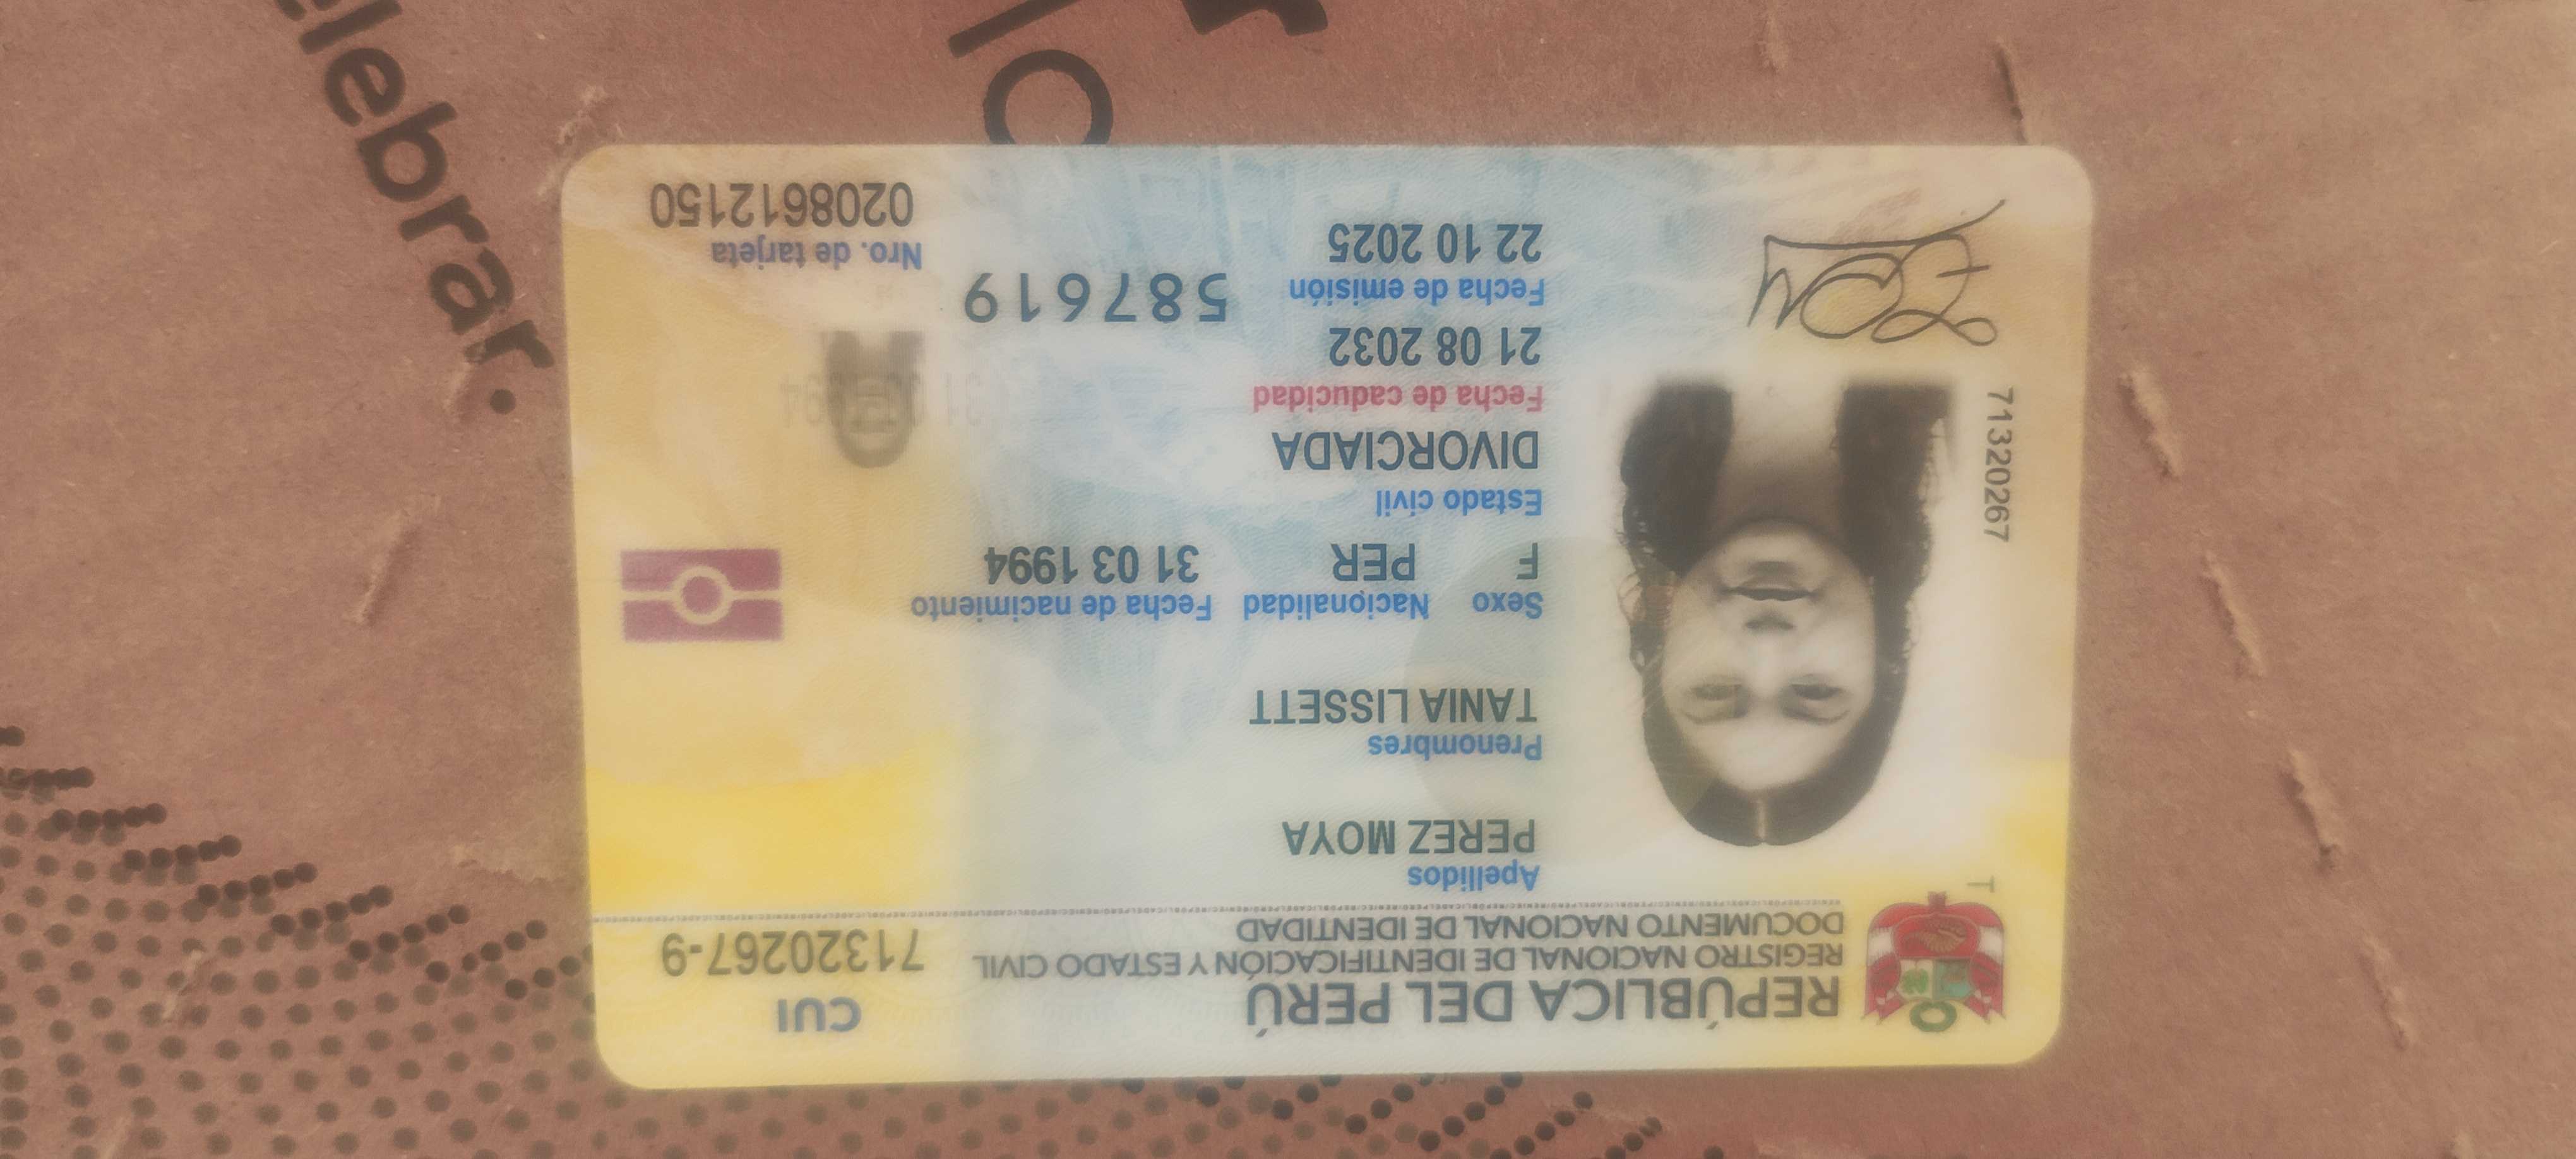 REPÚBLICA DEL PERÚ
REGISTRO NACIONAL DE IDENTIFICACIÓN Y ESTADO CIVIL
DOCUMENTO NACIONAL DE IDENTIDAD
CUI
71320267-9
T
Apellidos
PEREZ MOYA
Prenombres
TANIA LISSETT
Sexo Nacionalidad Fecha de nacimiento
F PER 31 03 1994
Estado civil
DIVORCIADA
Fecha de caducidad
21 08 2032
Fecha de emisión
22 10 2025
587619
Nro. de tarjeta
0208612150
71320267
elebrar.